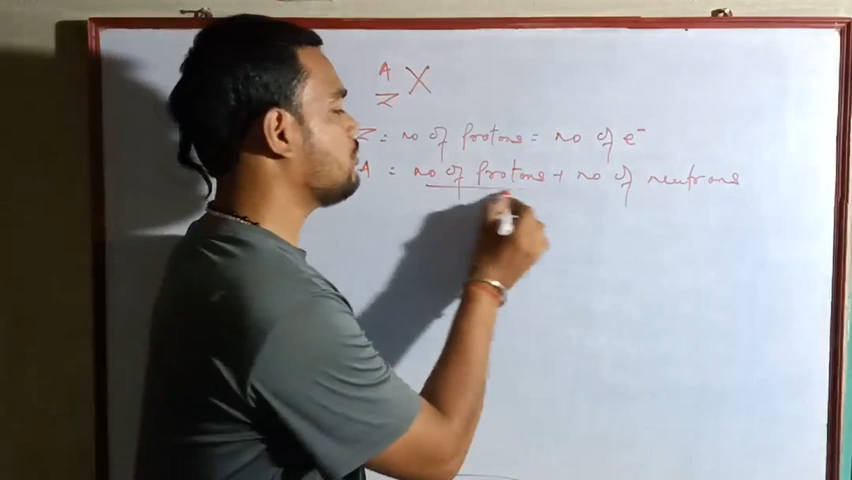 A
Z X
Z = no of protons = no of e⁻
A = no of protons + no of neutrons